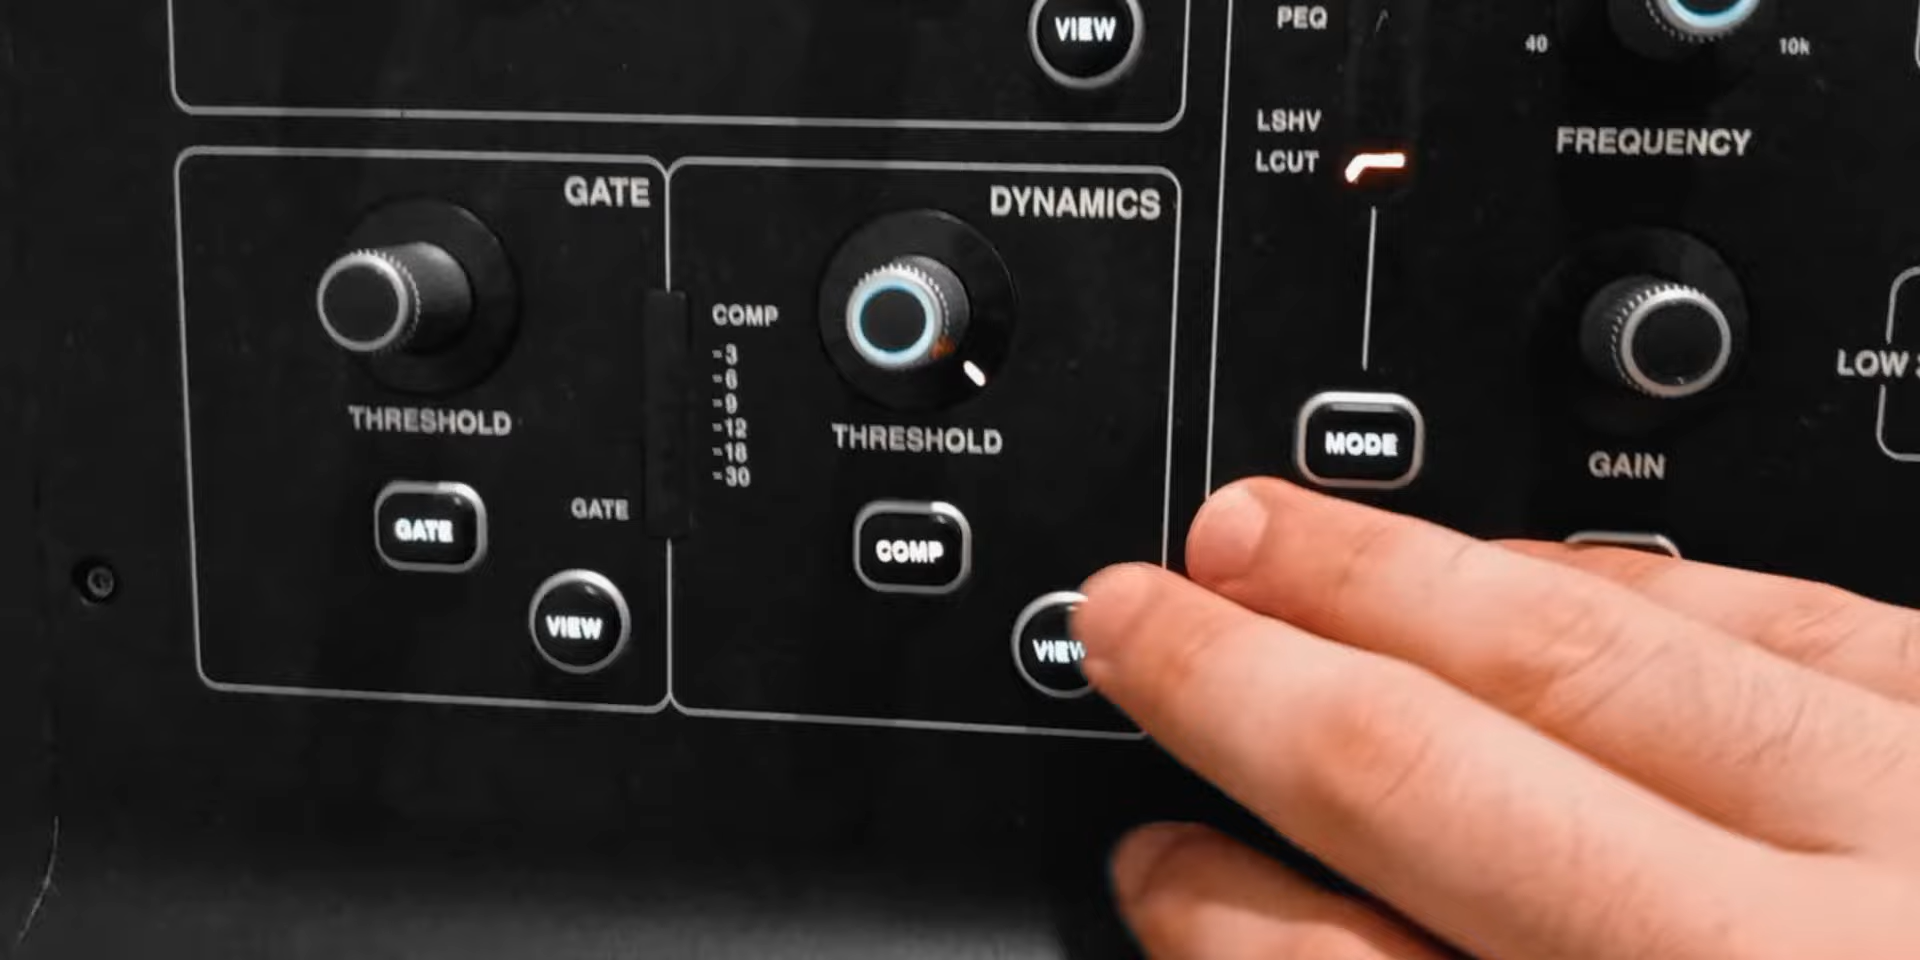 VIEW
GATE
THRESHOLD
GATE
GATE
VIEW
DYNAMICS
COMP
-3
-6
-9
-12
-18
-30
THRESHOLD
COMP
VIEW
PEQ
LSHV
LCUT
MODE
40
10k
FREQUENCY
GAIN
LOW